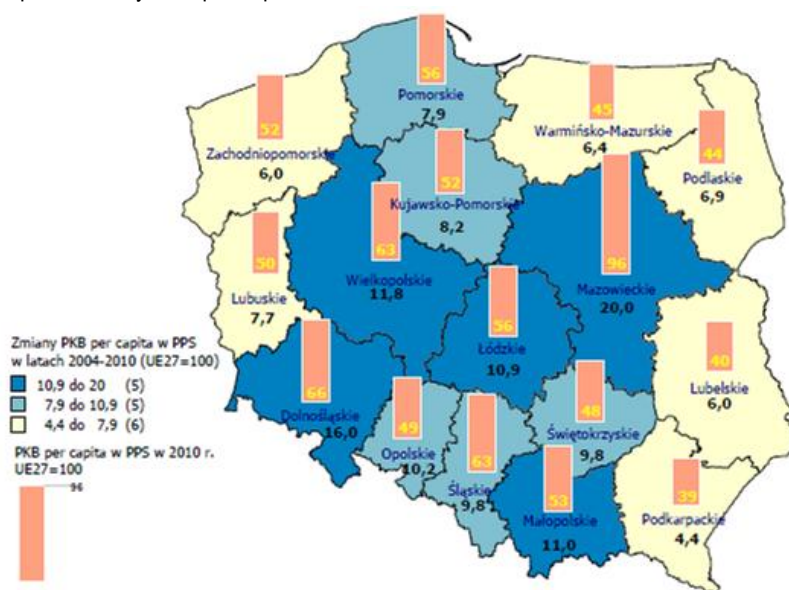 56
Pomorskie
7,9
52
Zachodniopomorskie
6,0
45
Warmińsko-Mazurskie
6,4
44
Podlaskie
6,9
52
Kujawsko-Pomorskie
8,2
63
Wielkopolskie
11,8
96
Mazowieckie
20,0
50
Lubuskie
7,7
56
Łódzkie
10,9
40
Lubelskie
6,0
66
Dolnośląskie
16,0
49
Opolskie
10,2
63
Śląskie
9,8
48
Świętokrzyskie
9,8
53
Małopolskie
11,0
39
Podkarpackie
4,4
Zmiany PKB per capita w PPS
w latach 2004-2010 (UE27=100)
10,9 do 20 (5)
7,9 do 10,9 (5)
4,4 do 7,9 (6)
PKB per capita w PPS w 2010 r.
UE27=100
96